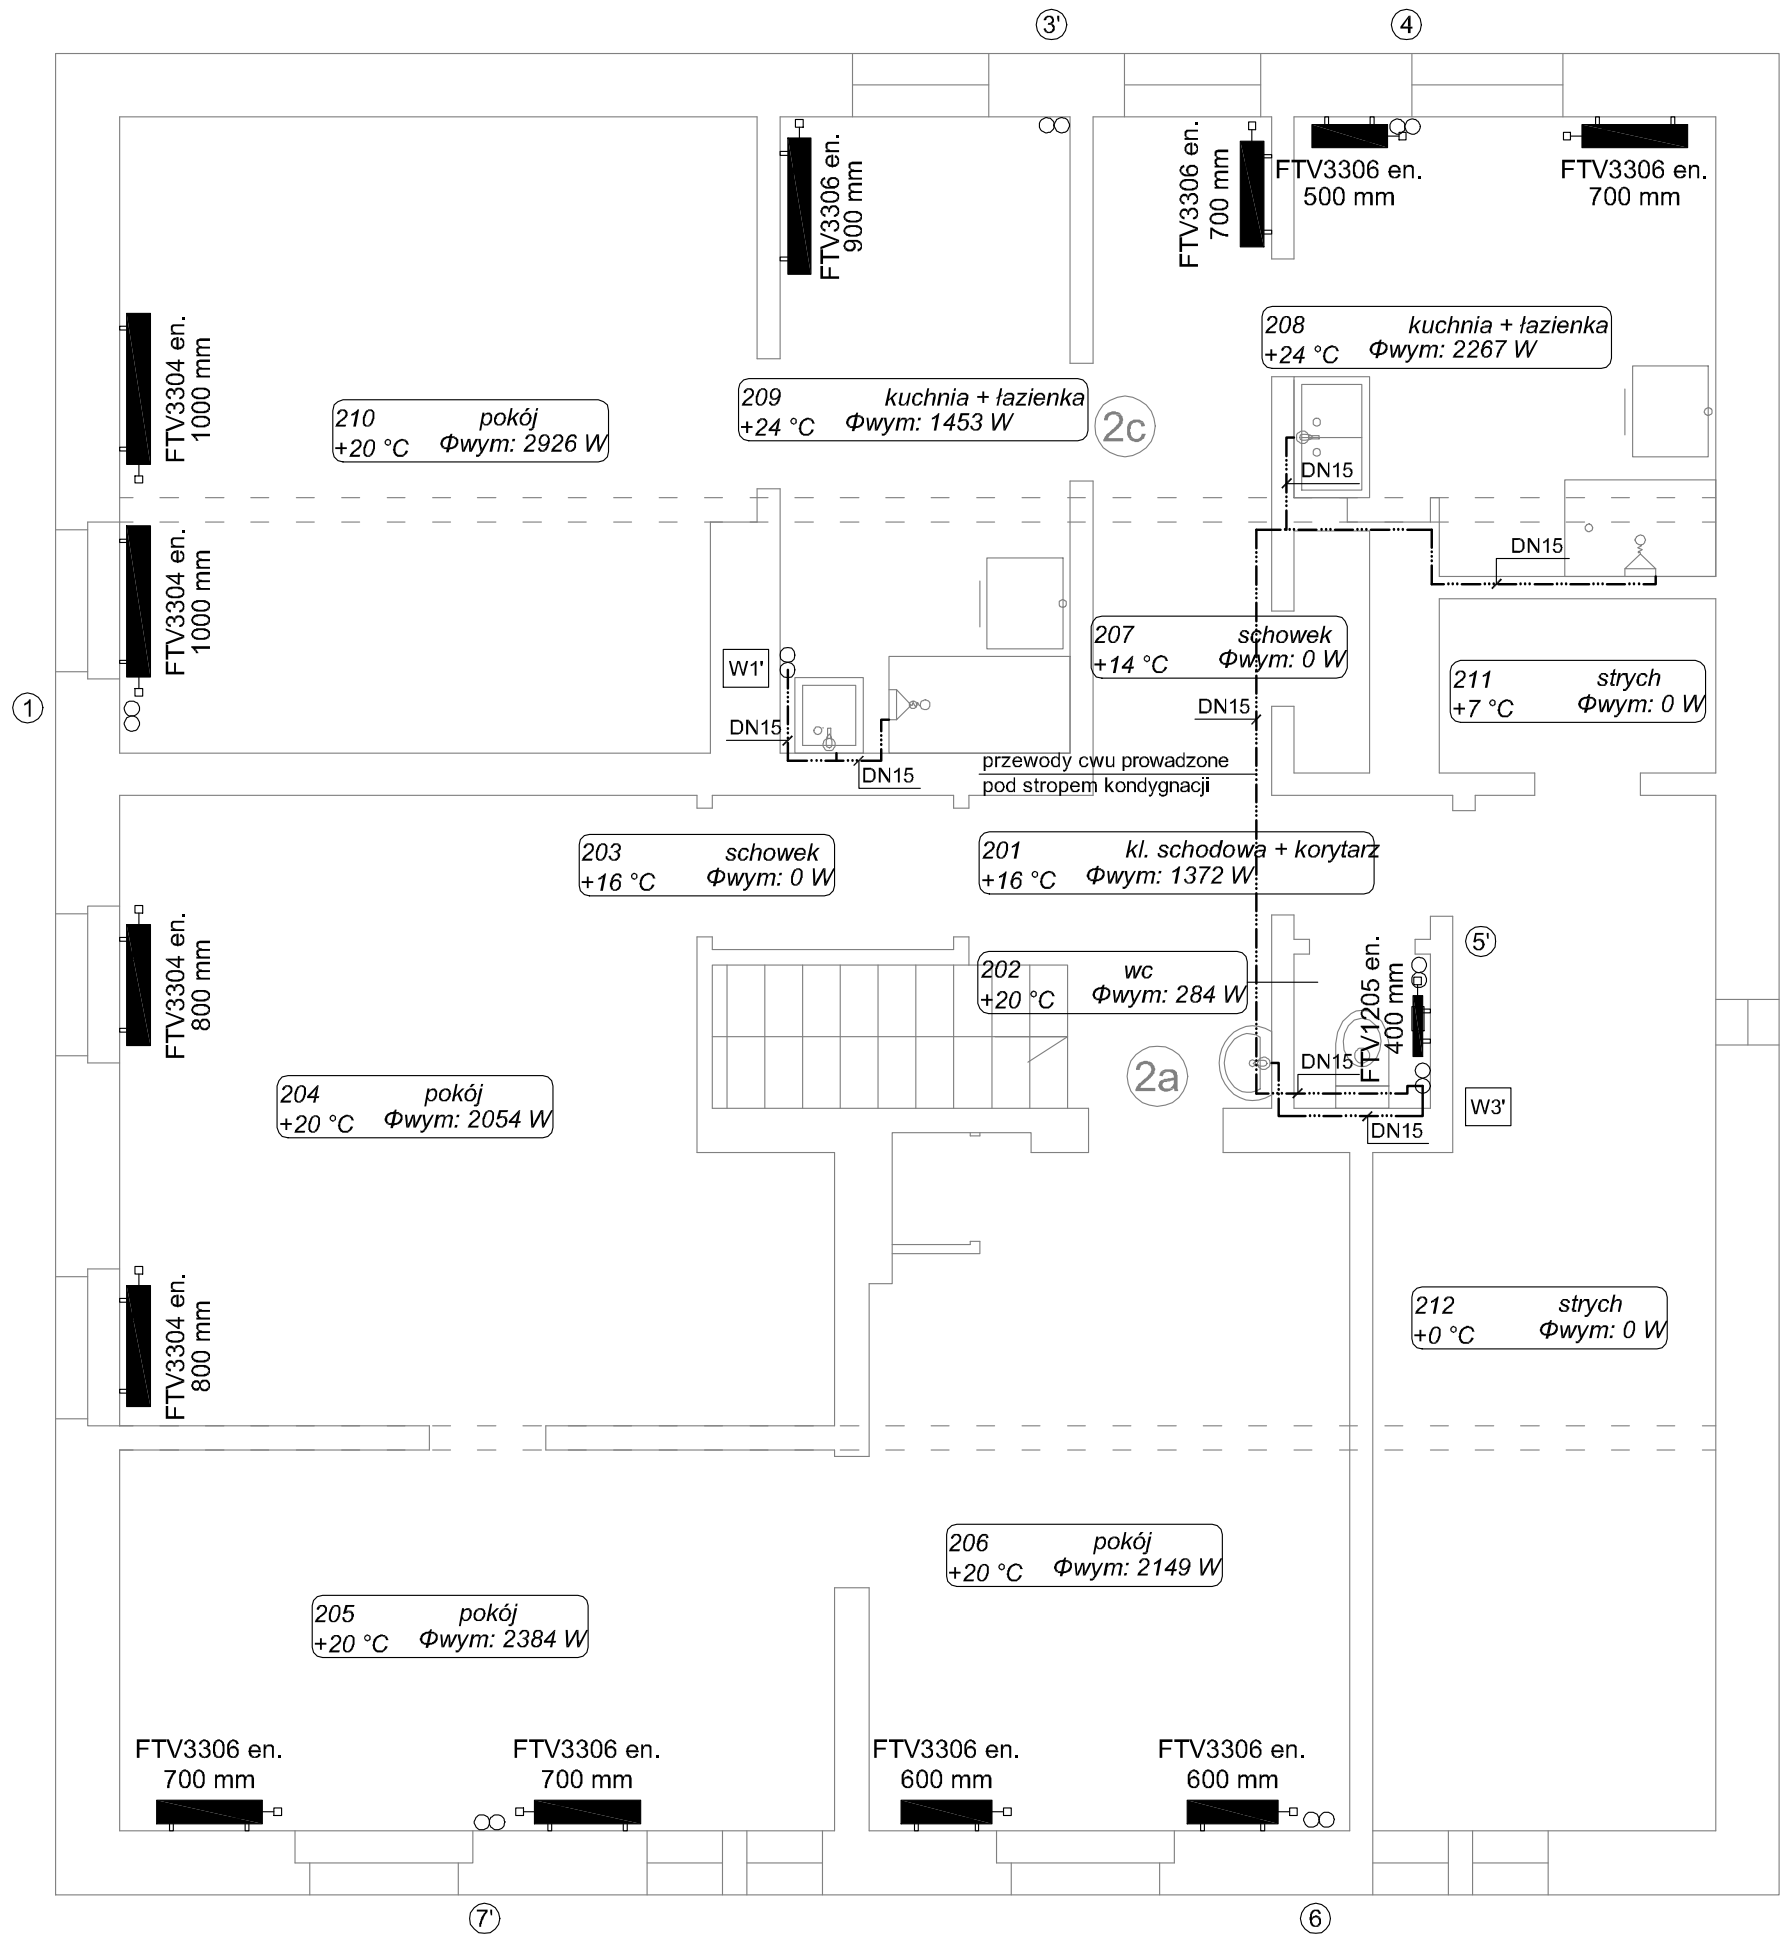 3'
4
FTV3306 en.
900 mm
FTV3306 en.
700 mm
FTV3306 en.
500 mm
FTV3306 en.
700 mm
FTV3304 en.
1000 mm
210 pokój
+20 °C Φwym: 2926 W
209 kuchnia + łazienka
+24 °C Φwym: 1453 W
2c
208 kuchnia + łazienka
+24 °C Φwym: 2267 W
DN15
DN15
FTV3304 en.
1000 mm
1
W1'
DN15
DN15
207 schowek
+14 °C Φwym: 0 W
DN15
211 strych
+7 °C Φwym: 0 W
przewody cwu prowadzone
pod stropem kondygnacji
203 schowek
+16 °C Φwym: 0 W
201 kl. schodowa + korytarz
+16 °C Φwym: 1372 W
FTV3304 en.
800 mm
202 wc
+20 °C Φwym: 284 W
FTV1205 en.
400 mm
5'
2a
DN15
DN15
W3'
204 pokój
+20 °C Φwym: 2054 W
FTV3304 en.
800 mm
212 strych
+0 °C Φwym: 0 W
206 pokój
+20 °C Φwym: 2149 W
205 pokój
+20 °C Φwym: 2384 W
FTV3306 en.
700 mm
FTV3306 en.
700 mm
FTV3306 en.
600 mm
FTV3306 en.
600 mm
7'
6